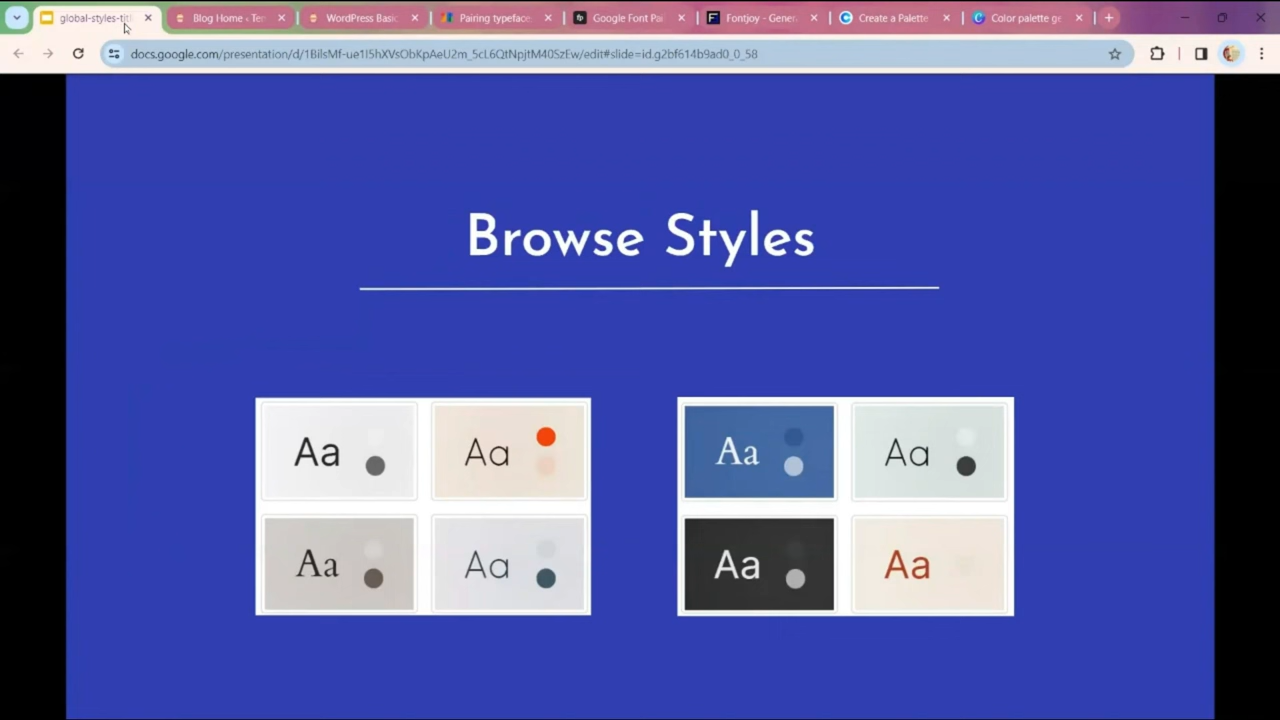 global-styles-titl
Blog Home ‹ Ten
WordPress Basic
Pairing typeface
Google Font Pai
Fontjoy - Gener
Create a Palette
Color palette ge
docs.google.com/presentation/d/1BilsMf-ue1I5hXVsObKpAeU2m_5cL6QtNpjtM40SzEw/edit#slide=id.g2bf614b9ad0_0_58
Browse Styles
Aa Aa Aa Aa
Aa Aa Aa Aa